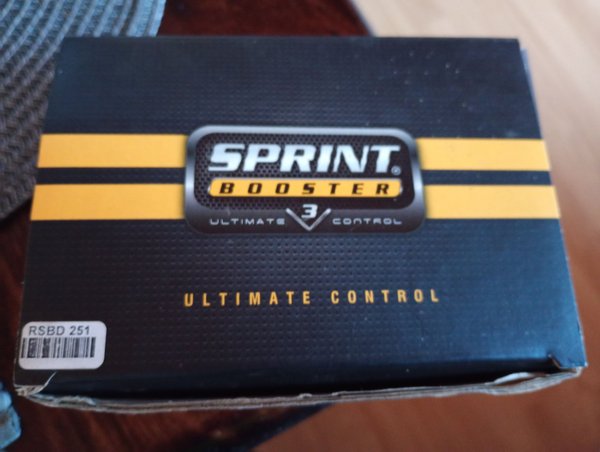 SPRINT®
BOOSTER
3
ULTIMATE CONTROL
ULTIMATE CONTROL
RSBD 251